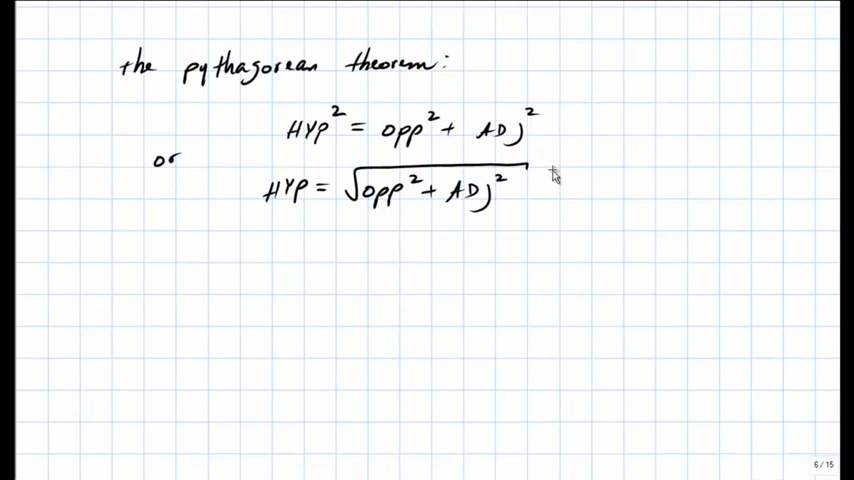 the pythagorean theorem:
HYP² = OPP² + ADJ²
or
HYP = √OPP² + ADJ²
6 / 15